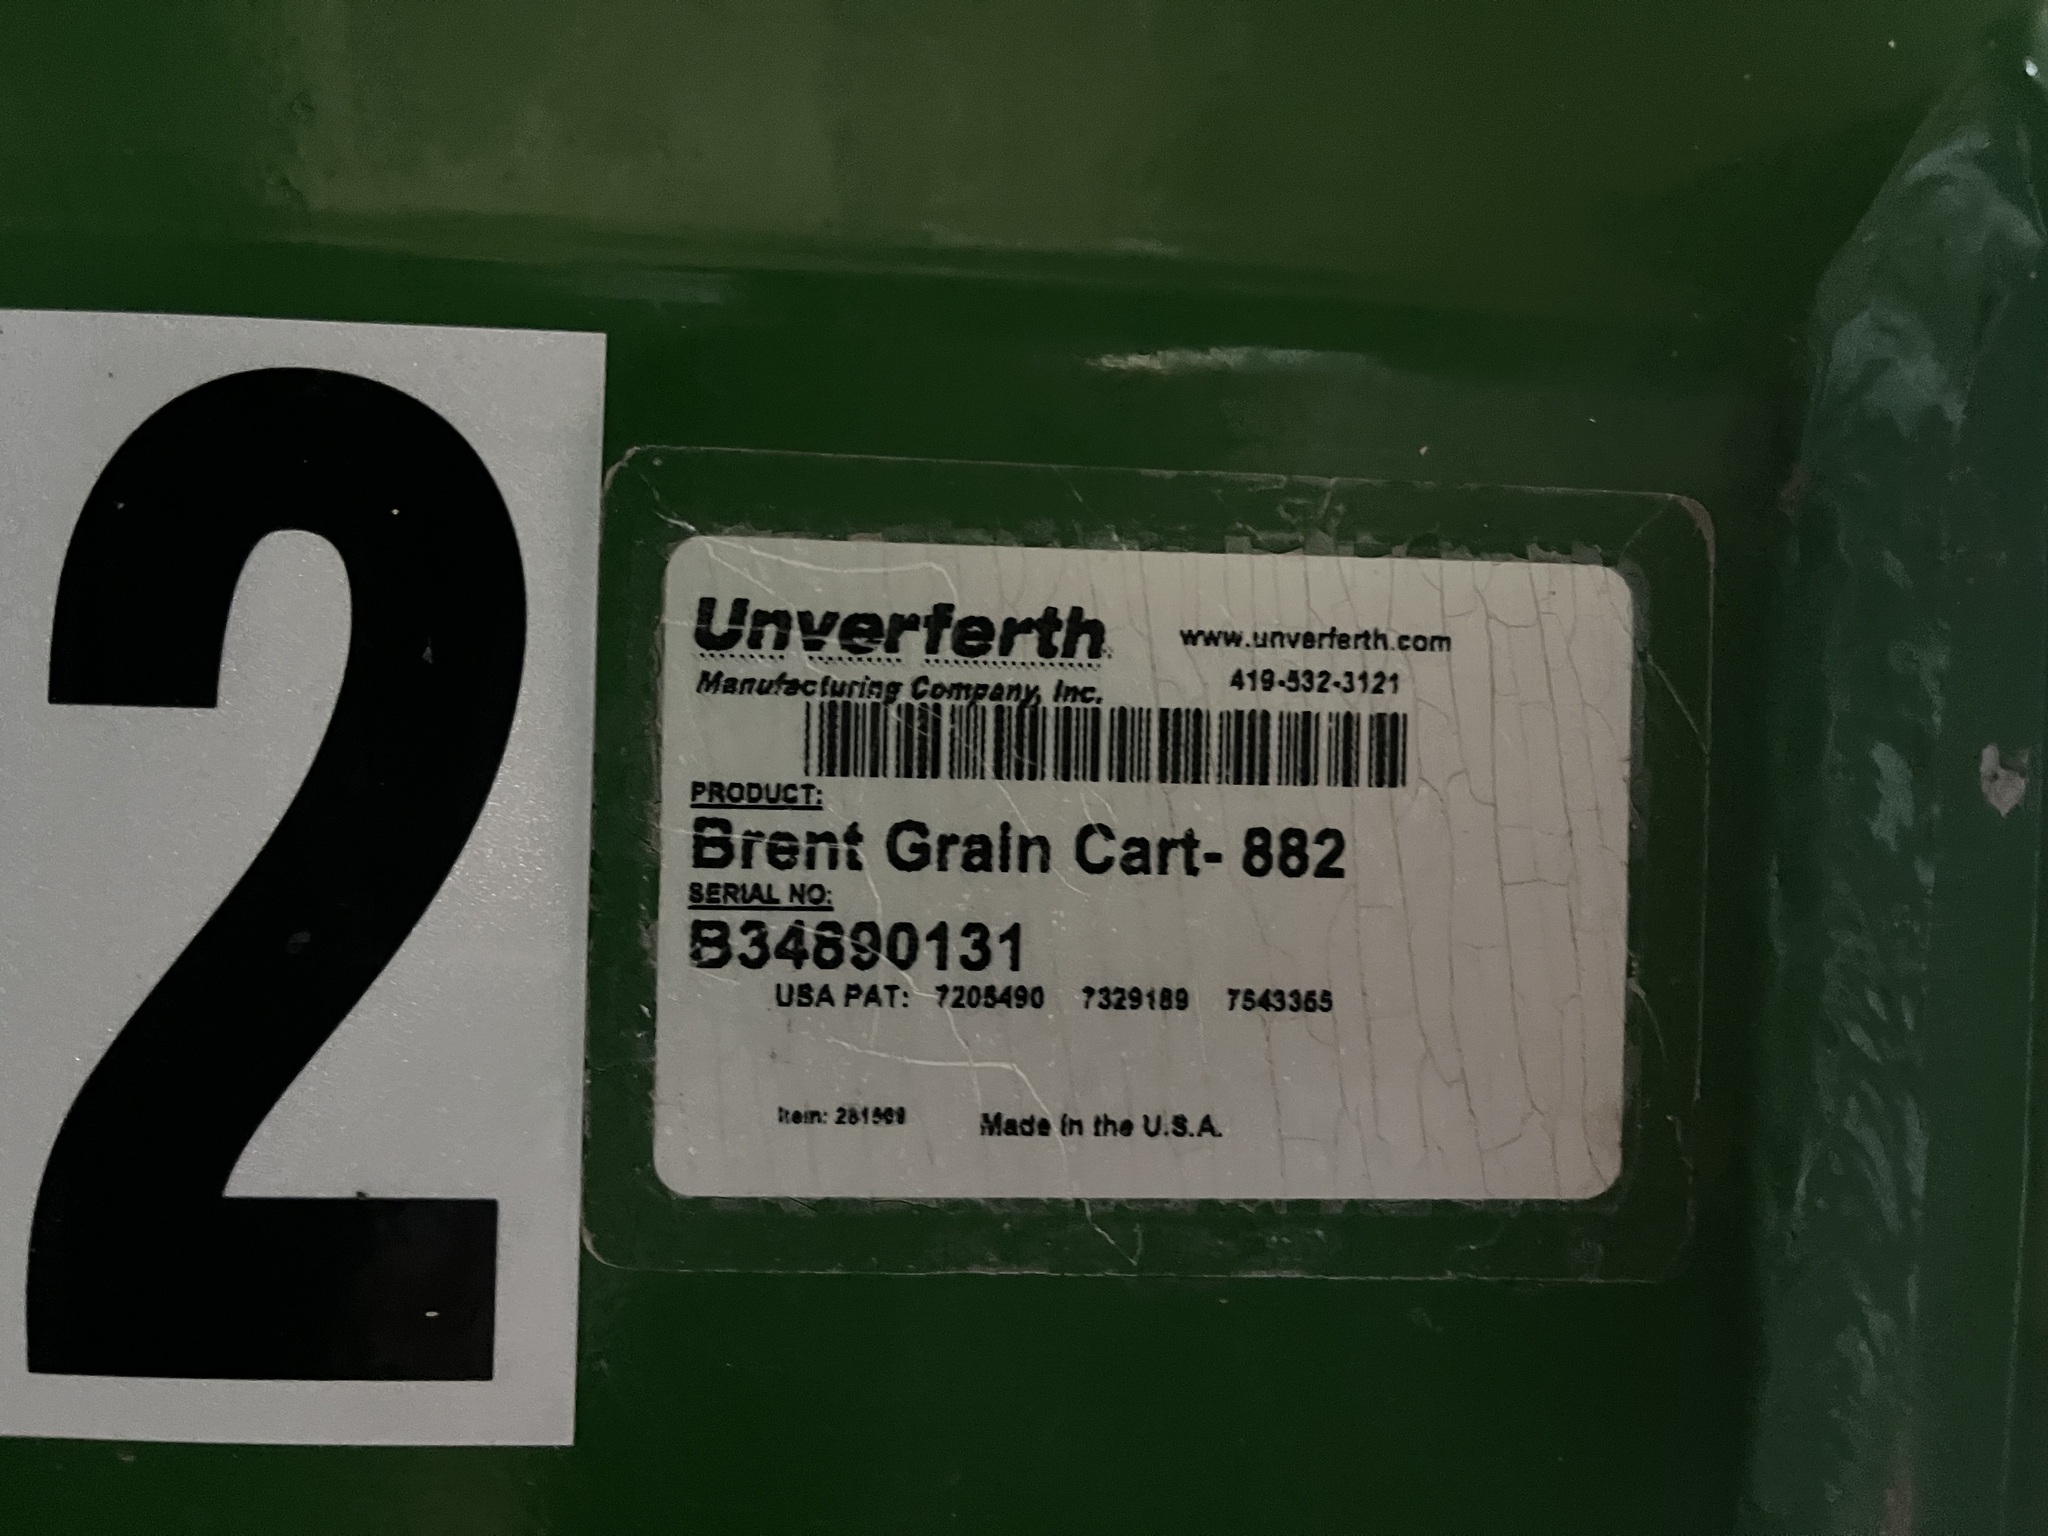 2
Unverferth
Manufacturing Company, Inc.
www.unverferth.com
419-532-3121
PRODUCT:
Brent Grain Cart- 882
SERIAL NO:
B34890131
USA PAT: 7205490 7329189 7543365
Item:
Made in the U.S.A.